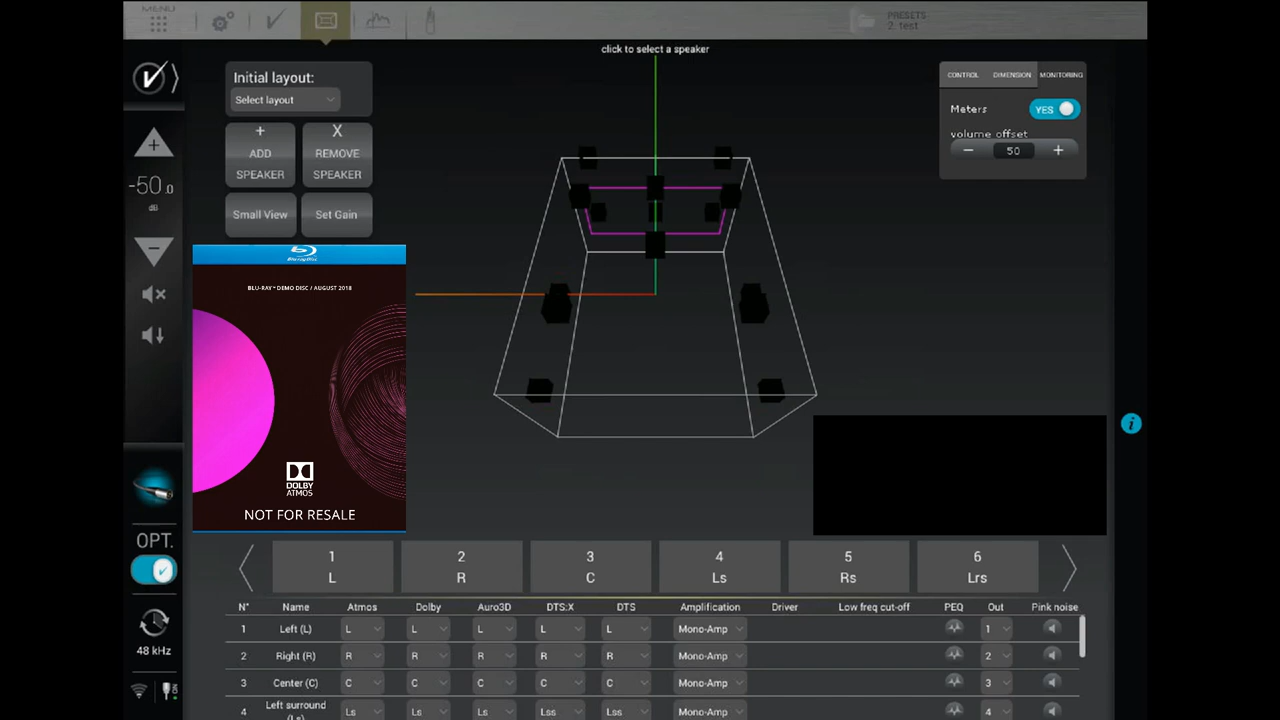 MENU
PRESETS
2. test
click to select a speaker
Initial layout:
Select layout
+
ADD
SPEAKER
X
REMOVE
SPEAKER
Small View
Set Gain
CONTROL DIMENSION MONITORING
Meters YES
volume offset
− 50 +
-50.0
dB
Blu-ray Disc
BLU-RAY™ DEMO DISC / AUGUST 2018
DOLBY
ATMOS
NOT FOR RESALE
OPT.
48 kHz
ON
1 2 3 4 5 6
L R C Ls Rs Lrs
N° Name Atmos Dolby Auro3D DTS:X DTS Amplification Driver Low freq cut-off PEQ Out Pink noise
1 Left (L) L L L L L Mono-Amp 1
2 Right (R) R R R R R Mono-Amp 2
3 Center (C) C C C C C Mono-Amp 3
4 Left surround (Ls) Ls Ls Ls Lss Lss Mono-Amp 4